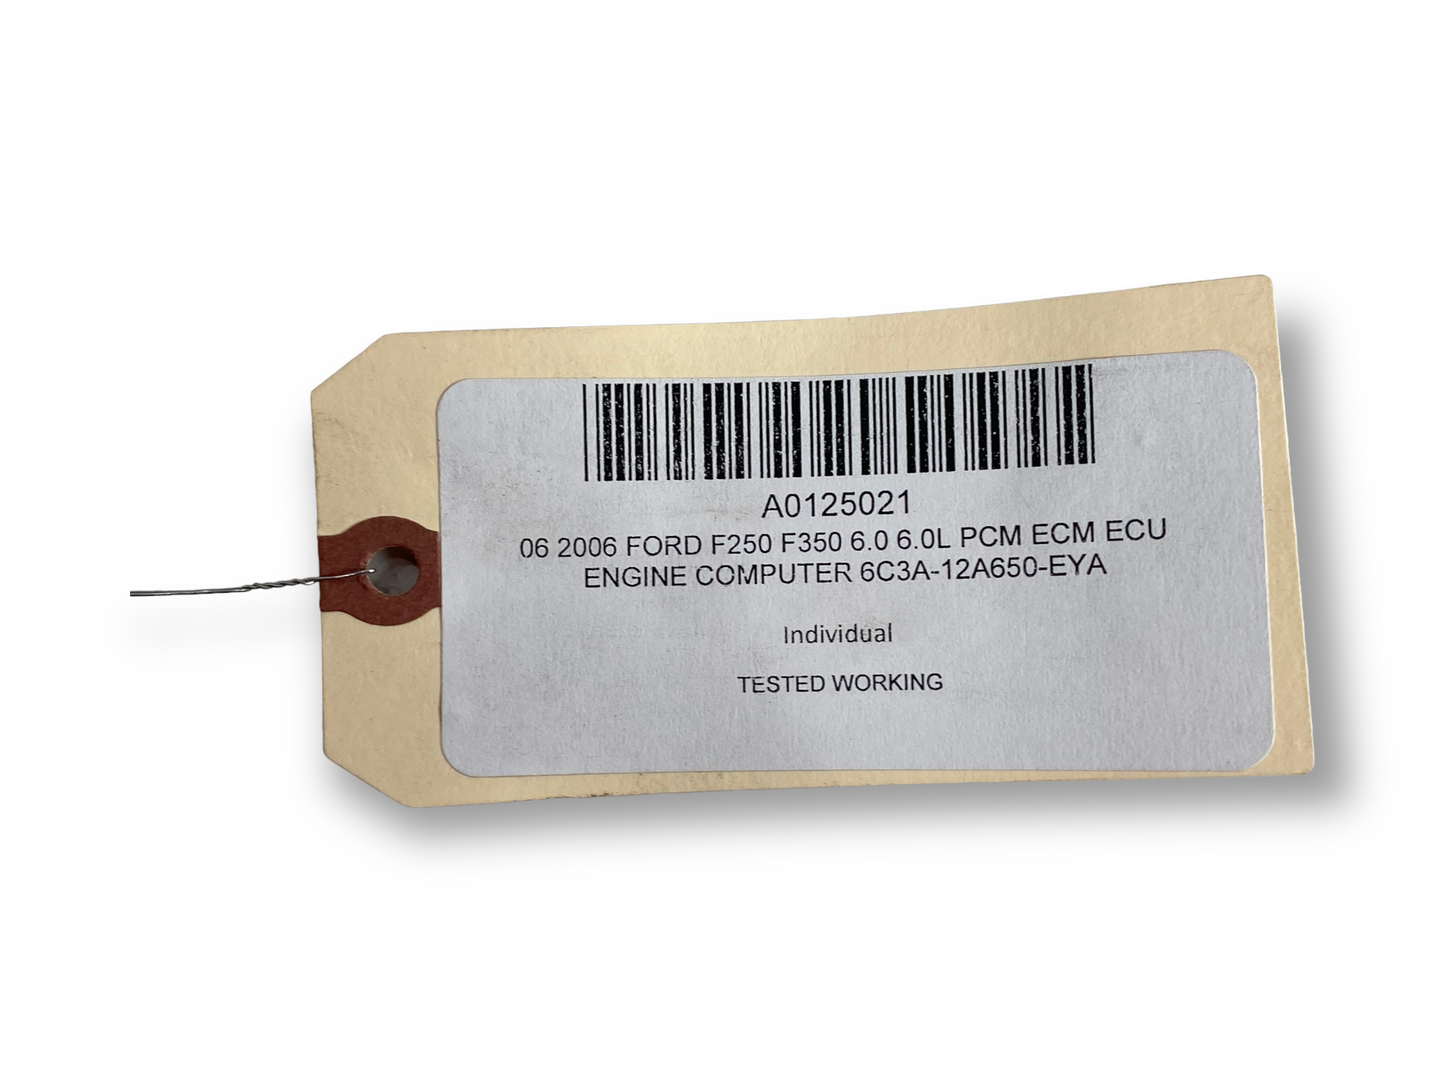 A0125021
06 2006 FORD F250 F350 6.0 6.0L PCM ECM ECU
ENGINE COMPUTER 6C3A-12A650-EYA
Individual
TESTED WORKING